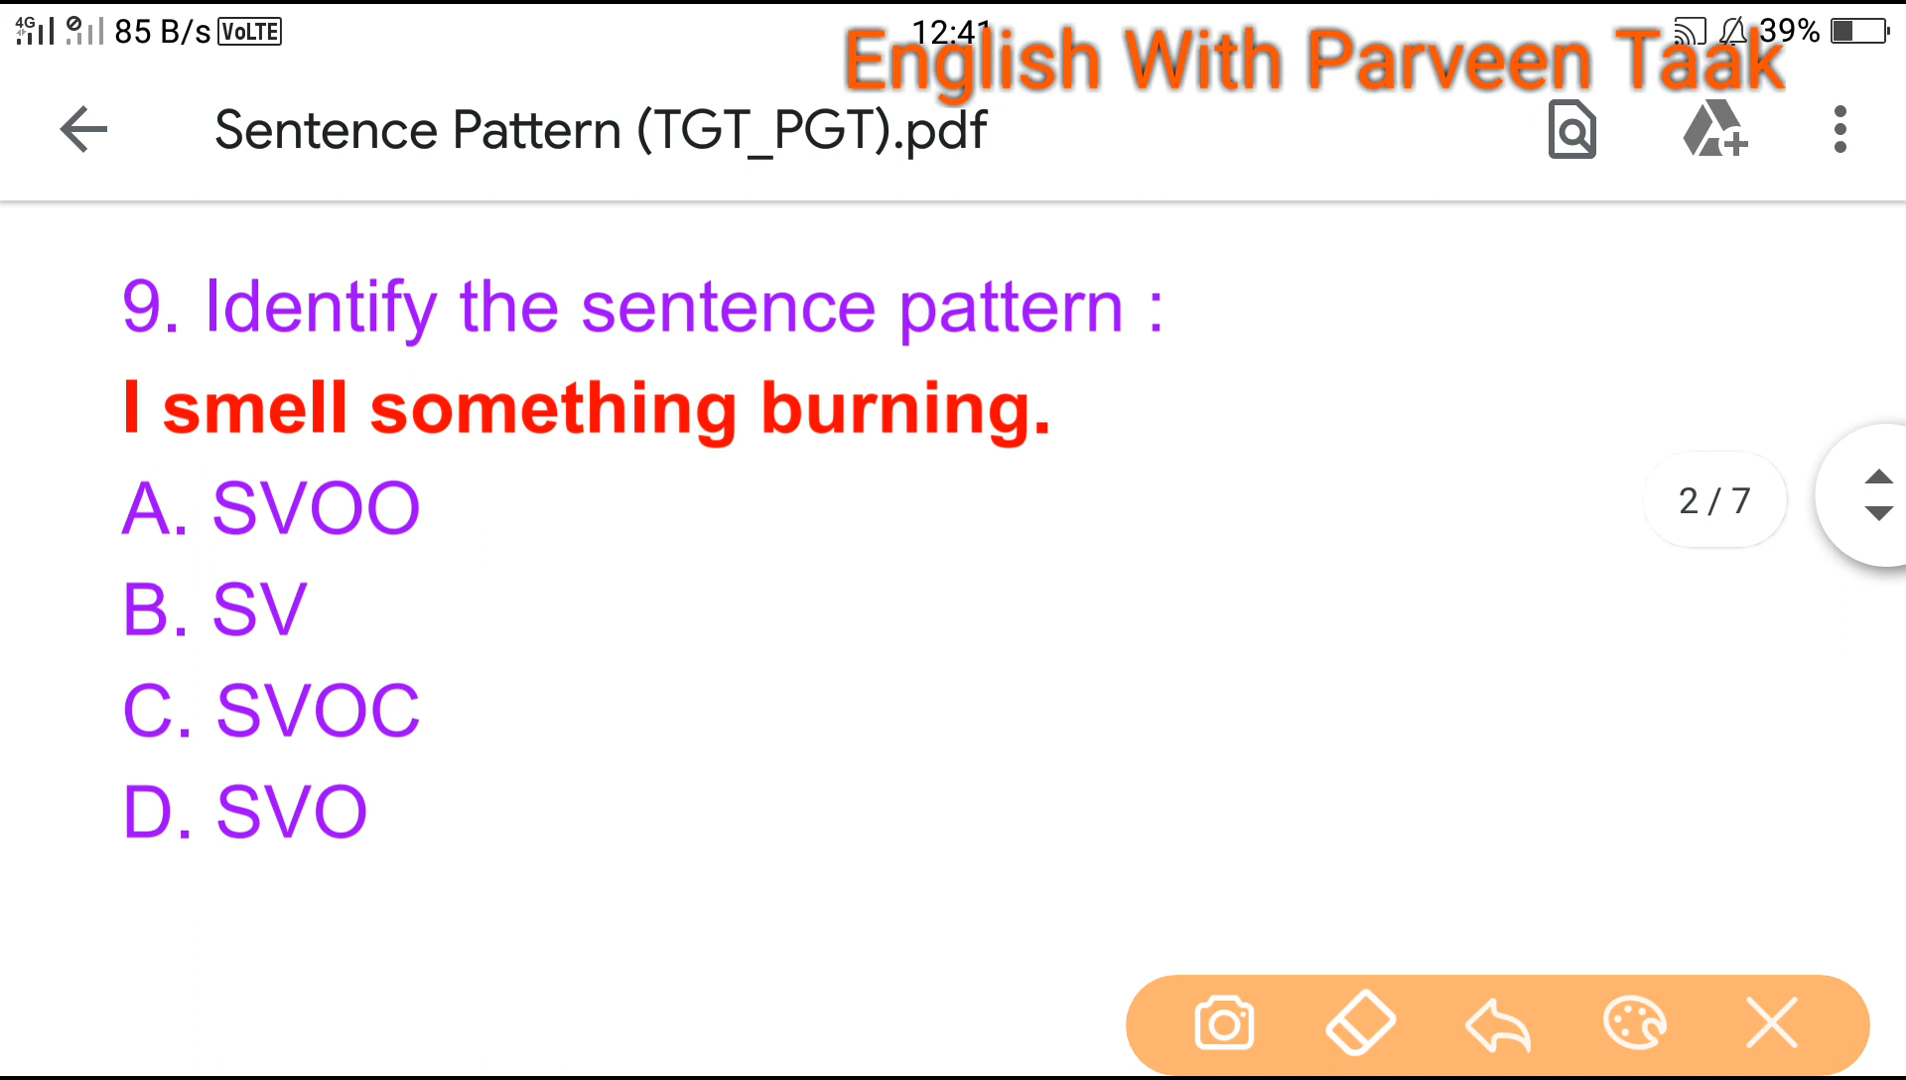 4G 85 B/s VoLTE 12:41 39%
English With Parveen Taak
Sentence Pattern (TGT_PGT).pdf
9. Identify the sentence pattern :
I smell something burning.
A. SVOO
2 / 7
B. SV
C. SVOC
D. SVO